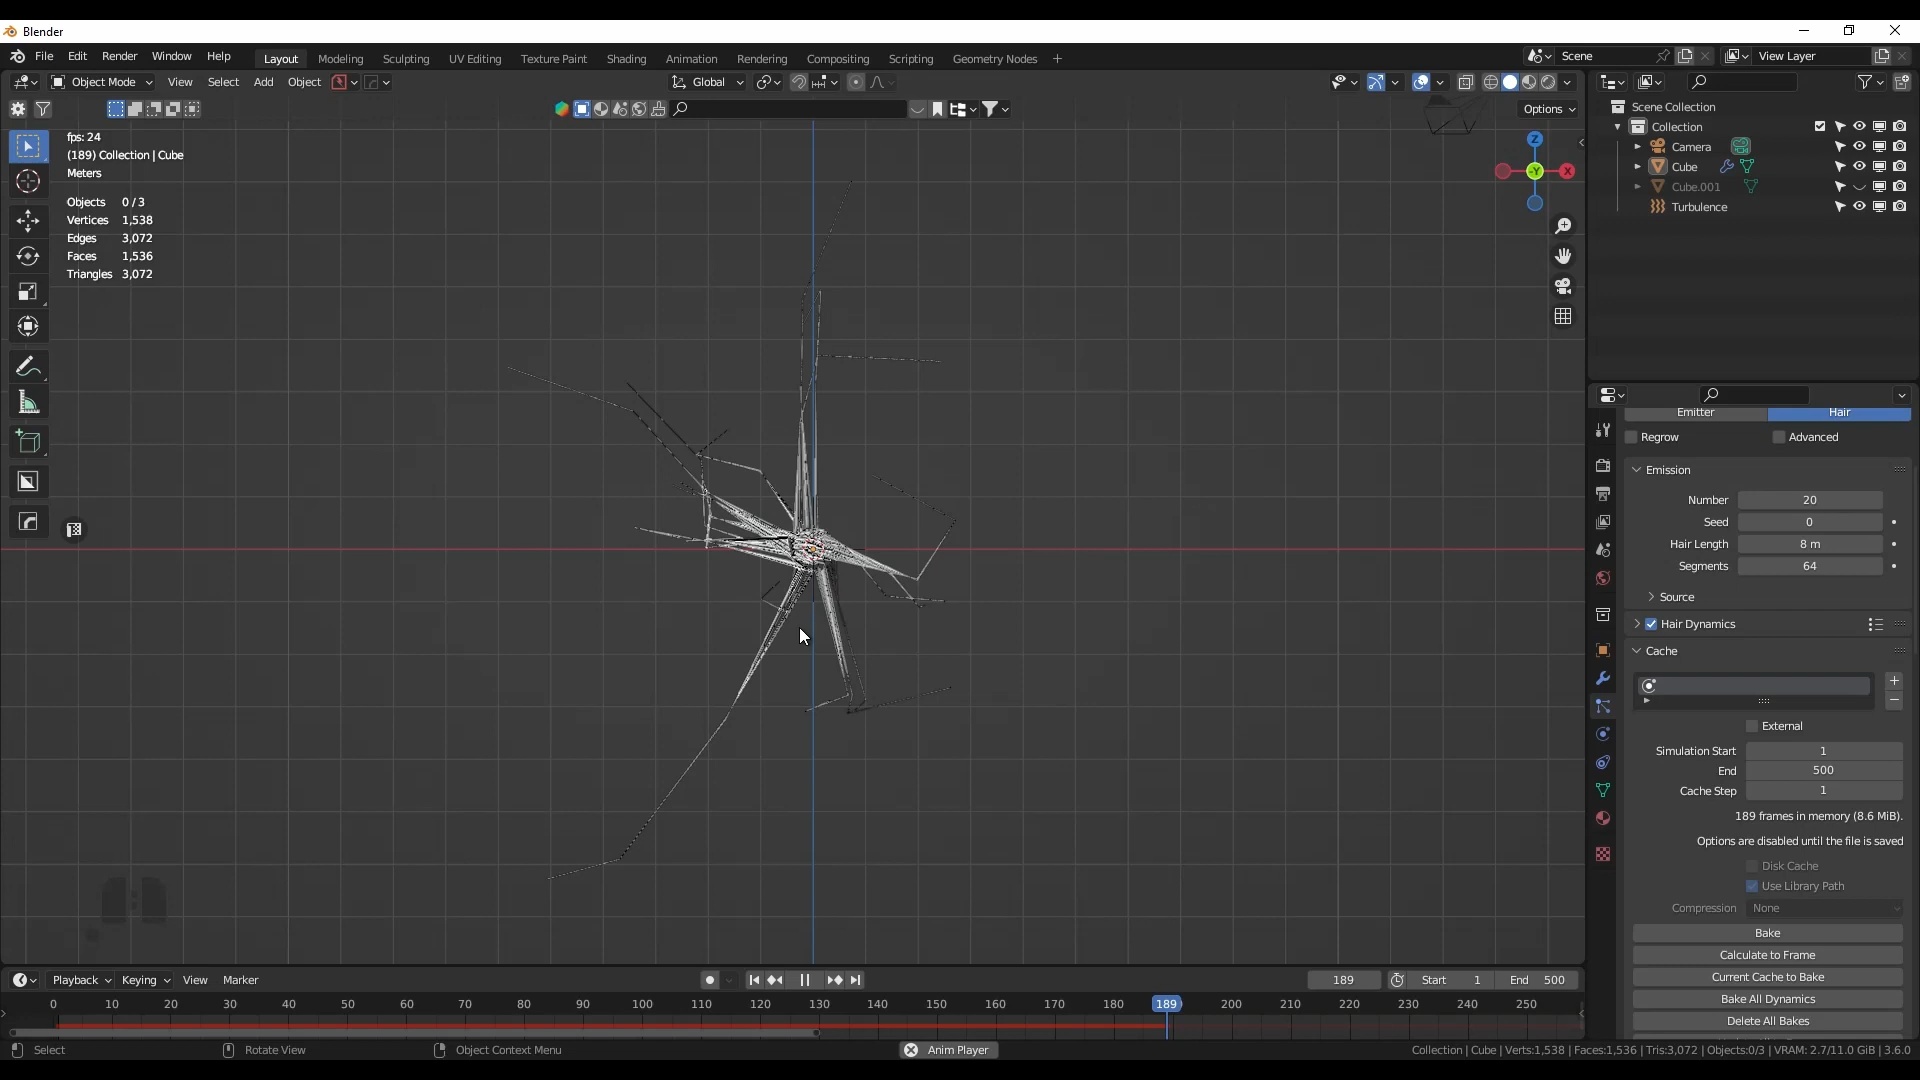 Blender
File Edit Render Window Help Layout Modeling Sculpting UV Editing Texture Paint Shading Animation Rendering Compositing Scripting Geometry Nodes + Scene View Layer
Object Mode View Select Add Object Global
Options
fps: 24
(189) Collection | Cube
Meters
Objects 0/3
Vertices 1,538
Edges 3,072
Faces 1,536
Triangles 3,072
Z
-Y
X
Scene Collection
Collection
Camera
Cube
Cube.001
Turbulence
Emitter Hair
Regrow Advanced
Emission
Number 20
Seed 0
Hair Length 8 m
Segments 64
Source
Hair Dynamics
Cache
External
Simulation Start 1
End 500
Cache Step 1
189 frames in memory (8.6 MiB).
Options are disabled until the file is saved
Disk Cache
Use Library Path
Compression None
Bake
Calculate to Frame
Current Cache to Bake
Bake All Dynamics
Delete All Bakes
Playback Keying View Marker 189 Start 1 End 500
0 10 20 30 40 50 60 70 80 90 100 110 120 130 140 150 160 170 180 189 200 210 220 230 240 250
Select Rotate View Object Context Menu Anim Player Collection | Cube | Verts:1,538 | Faces:1,536 | Tris:3,072 | Objects:0/3 | VRAM: 2.7/11.0 GiB | 3.6.0